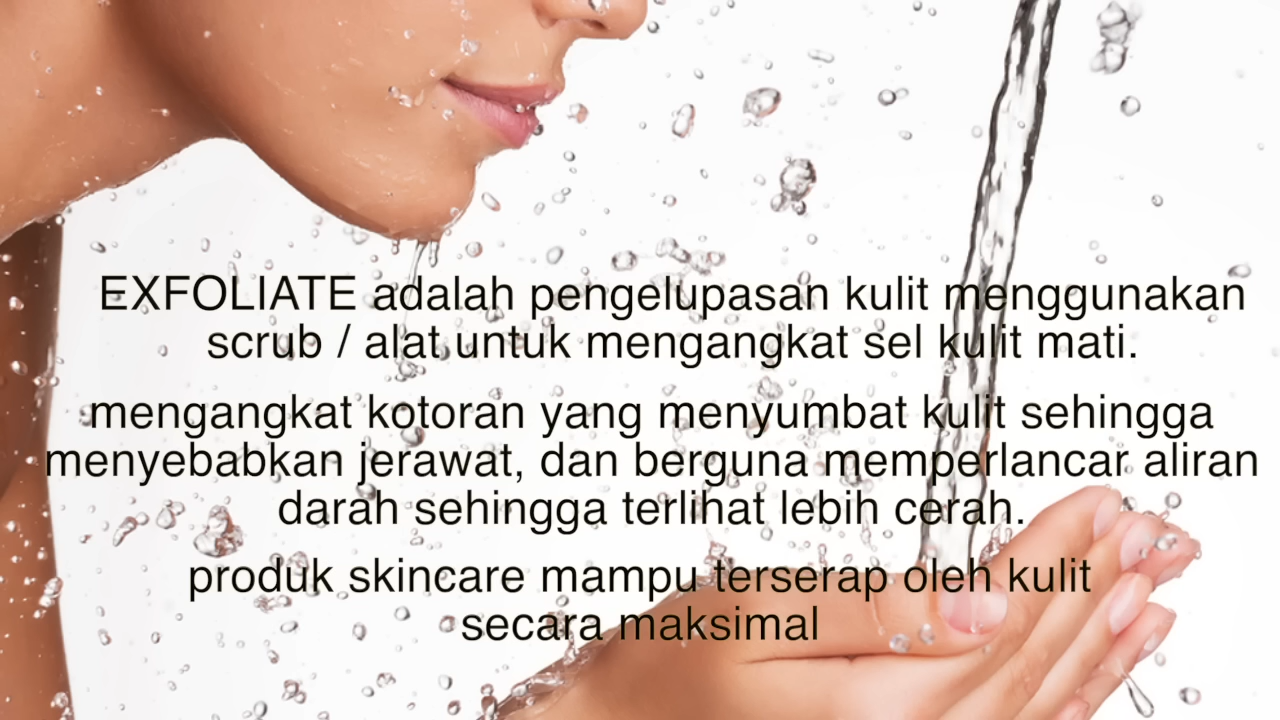 EXFOLIATE adalah pengelupasan kulit menggunakan
scrub / alat untuk mengangkat sel kulit mati.
mengangkat kotoran yang menyumbat kulit sehingga
menyebabkan jerawat, dan berguna memperlancar aliran
darah sehingga terlihat lebih cerah.
produk skincare mampu terserap oleh kulit
secara maksimal